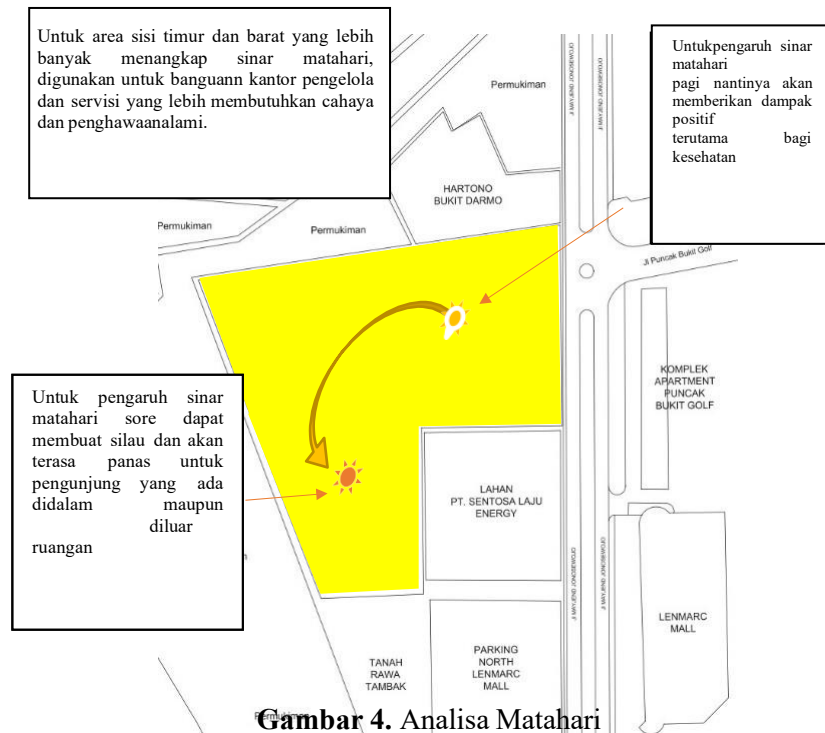 Untuk area sisi timur dan barat yang lebih
banyak menangkap sinar matahari,
digunakan untuk banguann kantor pengelola
dan servisi yang lebih membutuhkan cahaya
dan penghawaanalami.
Untukpengaruh sinar
matahari
pagi nantinya akan
memberikan dampak
positif
terutama bagi
kesehatan
Permukiman
HARTONO
BUKIT DARMO
Permukiman
Permukiman
Jl Puncak Bukit Golf
KOMPLEK
APARTMENT
PUNCAK
BUKIT GOLF
Untuk pengaruh sinar
matahari sore dapat
membuat silau dan akan
terasa panas untuk
pengunjung yang ada
didalam maupun
diluar
ruangan
LAHAN
PT. SENTOSA LAJU
ENERGY
LENMARC
MALL
PARKING
NORTH
LENMARC
MALL
TANAH
RAWA
TAMBAK
Permukiman
Gambar 4. Analisa Matahari